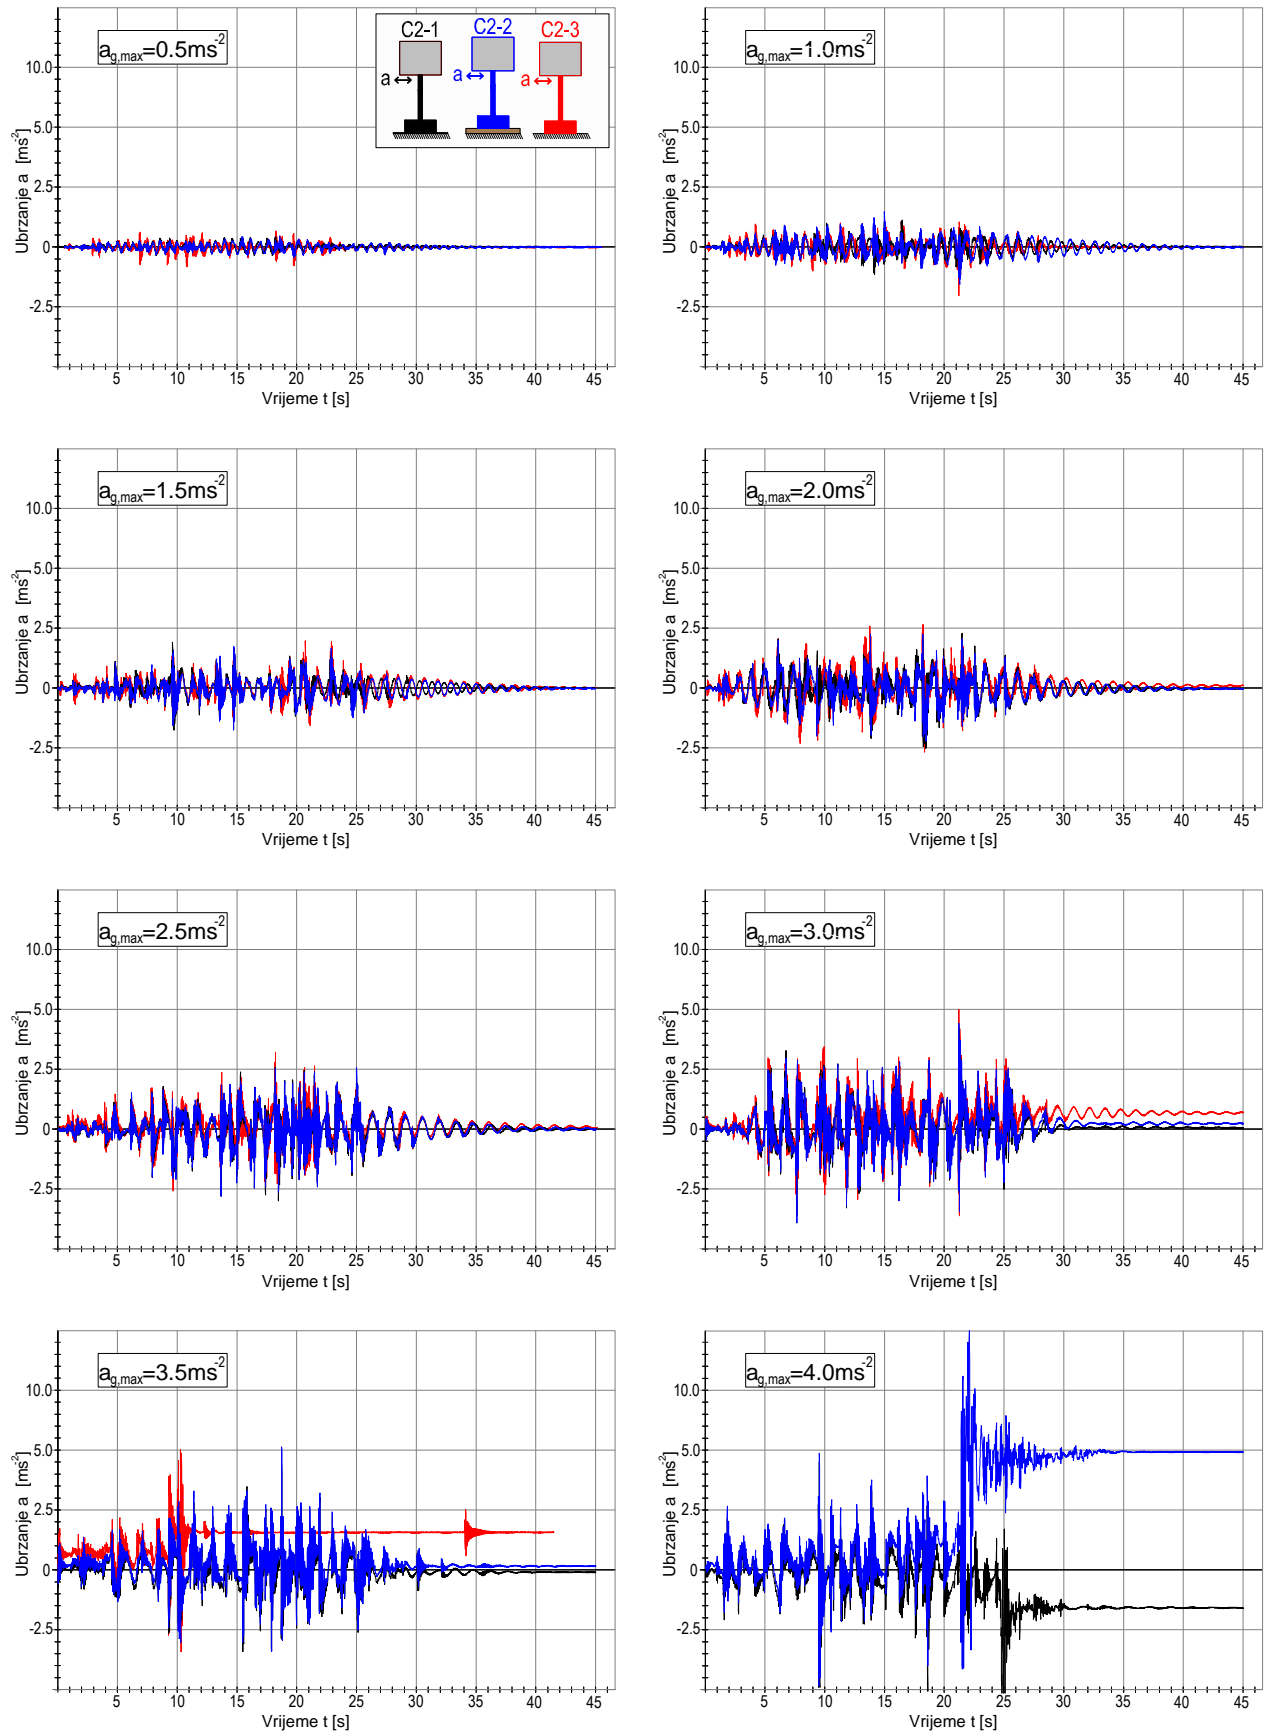 a_g,max=0.5ms^-2
C2-1 C2-2 C2-3
a a a
Ubrzanje a [ms^-2]
10.0
5.0
2.5
0
-2.5
5 10 15 20 25 30 35 40 45
Vrijeme t [s]
a_g,max=1.0ms^-2
Ubrzanje a [ms^-2]
10.0
5.0
2.5
0
-2.5
5 10 15 20 25 30 35 40 45
Vrijeme t [s]
a_g,max=1.5ms^-2
Ubrzanje a [ms^-2]
10.0
5.0
2.5
0
-2.5
5 10 15 20 25 30 35 40 45
Vrijeme t [s]
a_g,max=2.0ms^-2
Ubrzanje a [ms^-2]
10.0
5.0
2.5
0
-2.5
5 10 15 20 25 30 35 40 45
Vrijeme t [s]
a_g,max=2.5ms^-2
Ubrzanje a [ms^-2]
10.0
5.0
2.5
0
-2.5
5 10 15 20 25 30 35 40 45
Vrijeme t [s]
a_g,max=3.0ms^-2
Ubrzanje a [ms^-2]
10.0
5.0
2.5
0
-2.5
5 10 15 20 25 30 35 40 45
Vrijeme t [s]
a_g,max=3.5ms^-2
Ubrzanje a [ms^-2]
10.0
5.0
2.5
0
-2.5
5 10 15 20 25 30 35 40 45
Vrijeme t [s]
a_g,max=4.0ms^-2
Ubrzanje a [ms^-2]
10.0
5.0
2.5
0
-2.5
5 10 15 20 25 30 35 40 45
Vrijeme t [s]